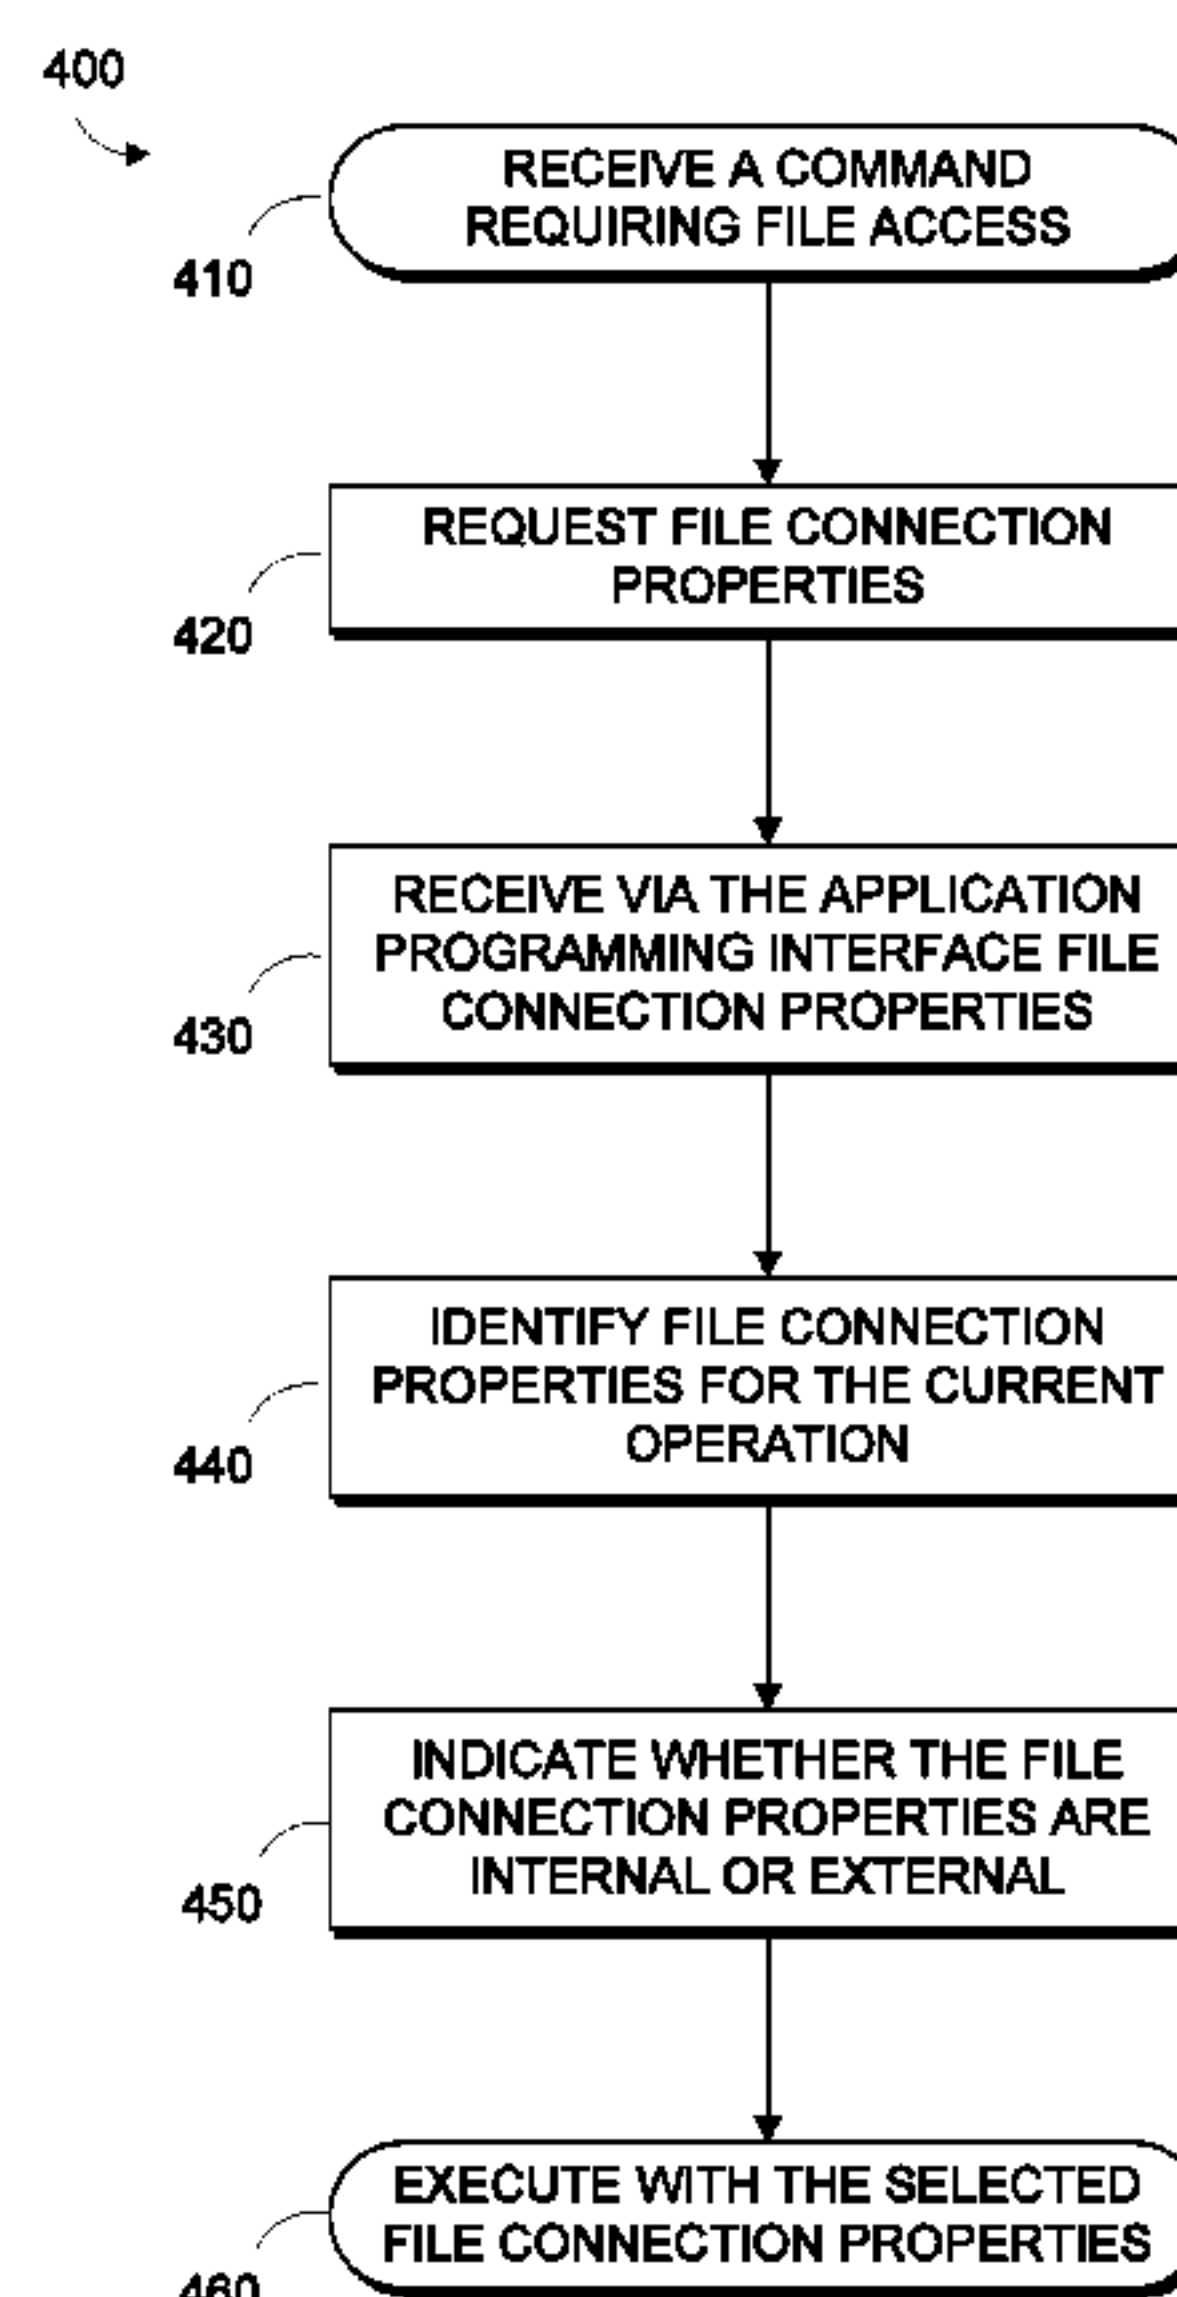 400
RECEIVE A COMMAND
REQUIRING FILE ACCESS
410
REQUEST FILE CONNECTION
PROPERTIES
420
RECEIVE VIA THE APPLICATION
PROGRAMMING INTERFACE FILE
CONNECTION PROPERTIES
430
IDENTIFY FILE CONNECTION
PROPERTIES FOR THE CURRENT
OPERATION
440
INDICATE WHETHER THE FILE
CONNECTION PROPERTIES ARE
INTERNAL OR EXTERNAL
450
EXECUTE WITH THE SELECTED
FILE CONNECTION PROPERTIES
460